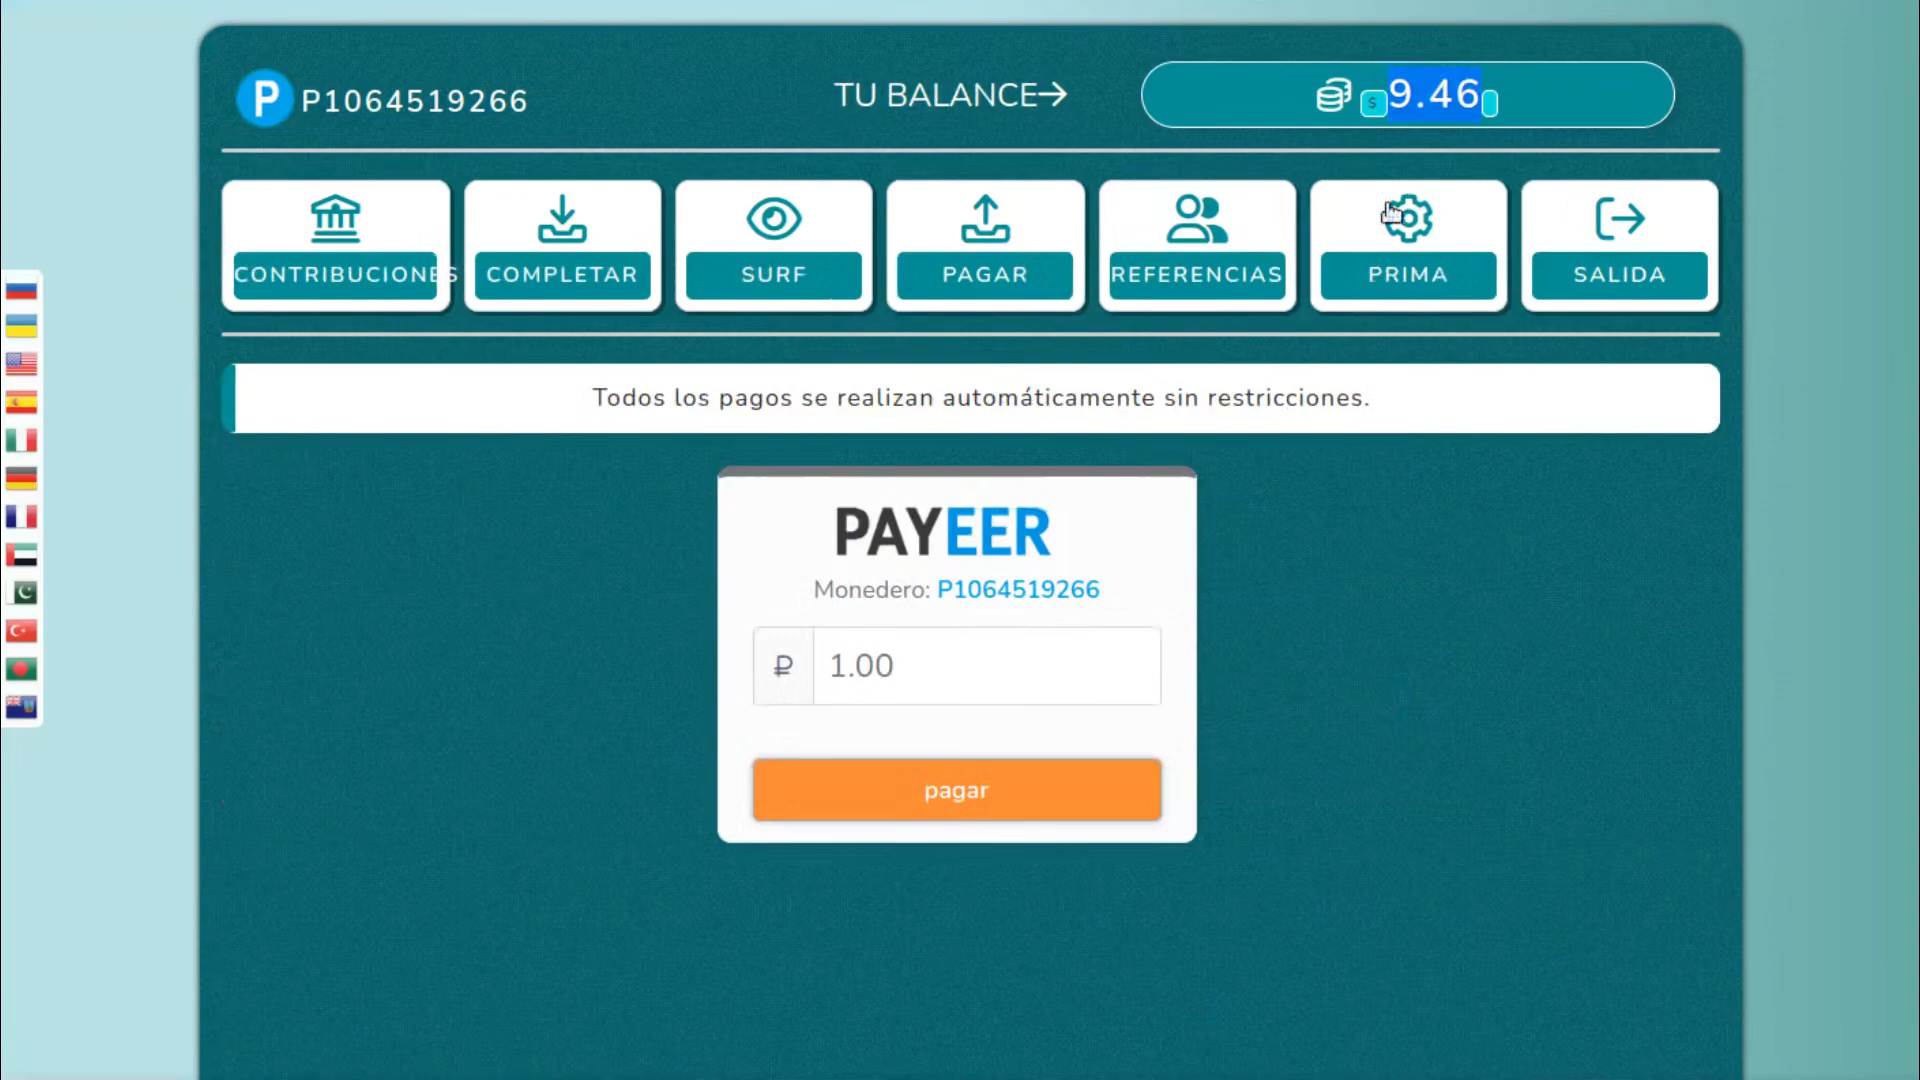 P P1064519266
TU BALANCE→
$ 9.46
CONTRIBUCIONES
COMPLETAR
SURF
PAGAR
REFERENCIAS
PRIMA
SALIDA
Todos los pagos se realizan automáticamente sin restricciones.
PAYEER
Monedero: P1064519266
₽ 1.00
pagar